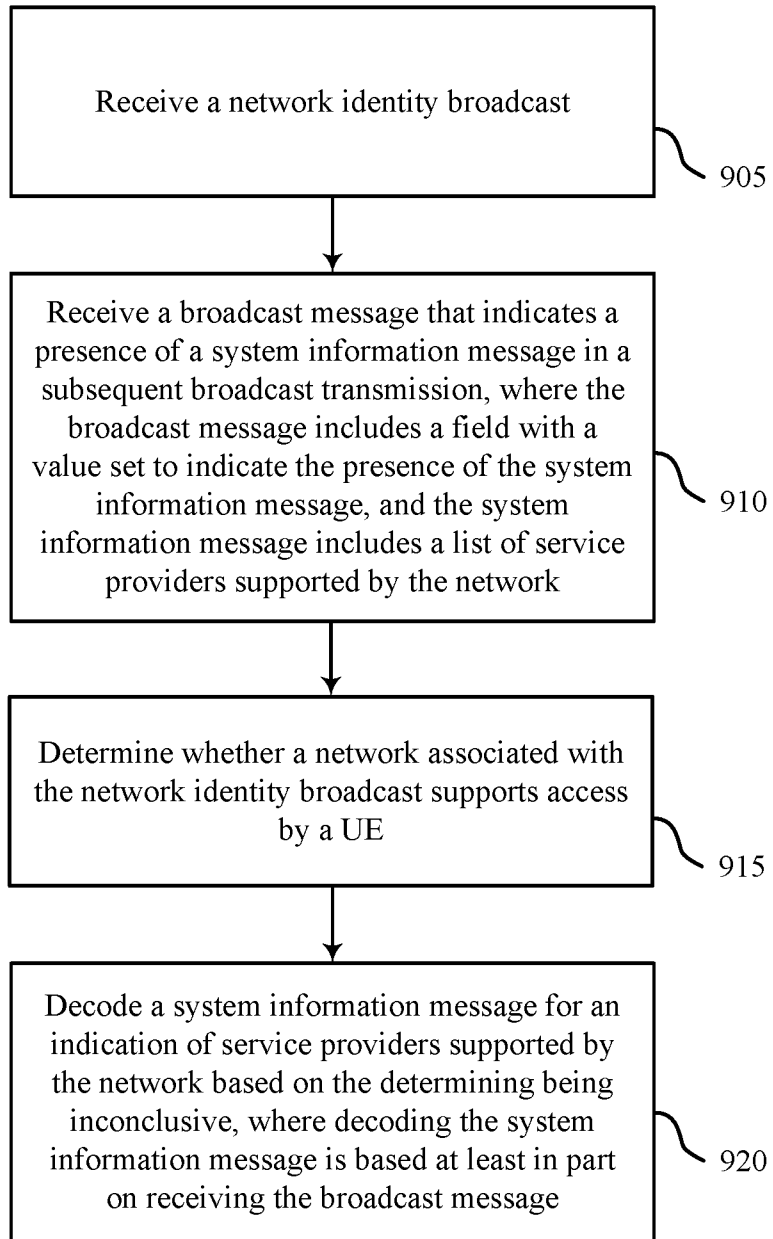 Receive a network identity broadcast
905
Receive a broadcast message that indicates a
presence of a system information message in a
subsequent broadcast transmission, where the
broadcast message includes a field with a
value set to indicate the presence of the system
information message, and the system
information message includes a list of service
providers supported by the network
910
Determine whether a network associated with
the network identity broadcast supports access
by a UE
915
Decode a system information message for an
indication of service providers supported by
the network based on the determining being
inconclusive, where decoding the system
information message is based at least in part
on receiving the broadcast message
920